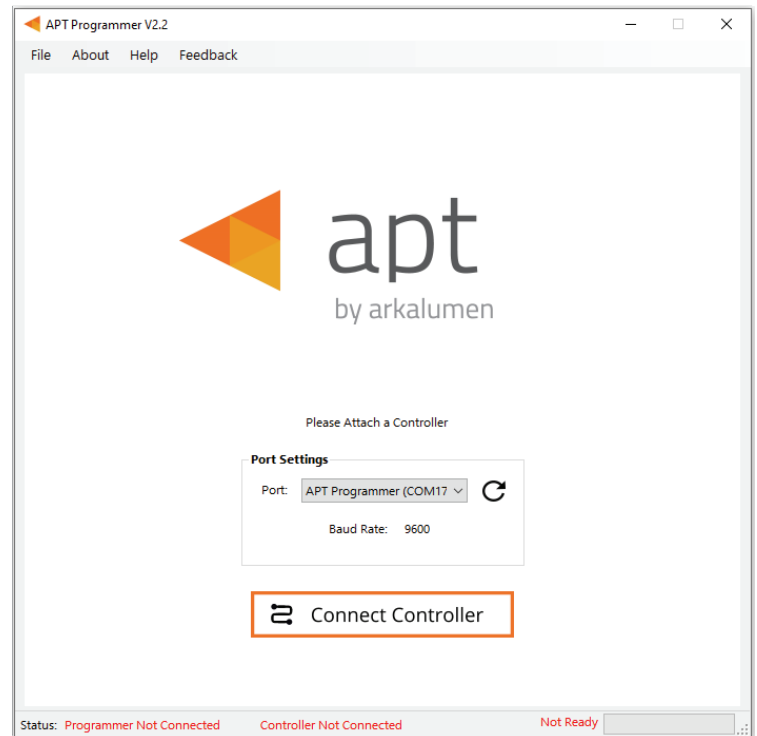 APT Programmer V2.2
File About Help Feedback
apt
by arkalumen
Please Attach a Controller
Port Settings
Port: APT Programmer (COM17
Baud Rate: 9600
Connect Controller
Status: Programmer Not Connected Controller Not Connected Not Ready